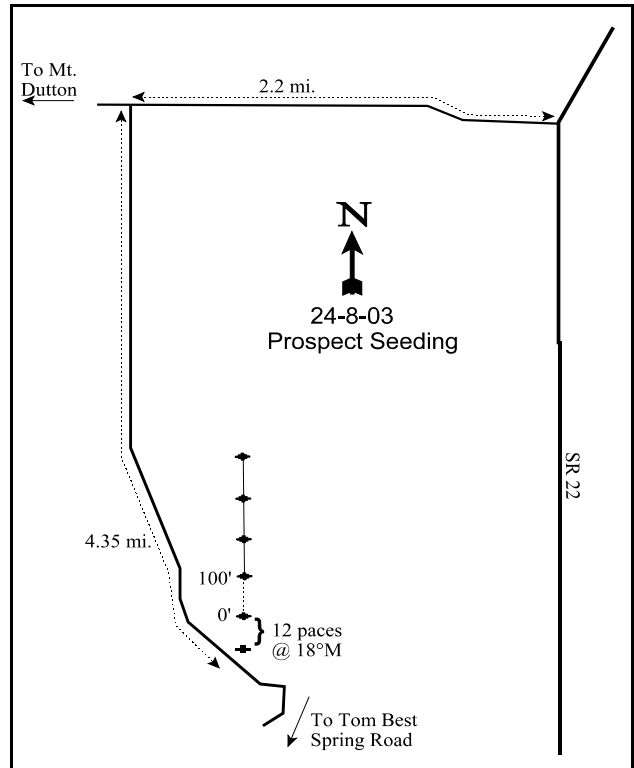 To Mt.
Dutton
2.2 mi.
N
24-8-03
Prospect Seeding
SR 22
4.35 mi.
100'
0'
12 paces
@ 18°M
To Tom Best
Spring Road